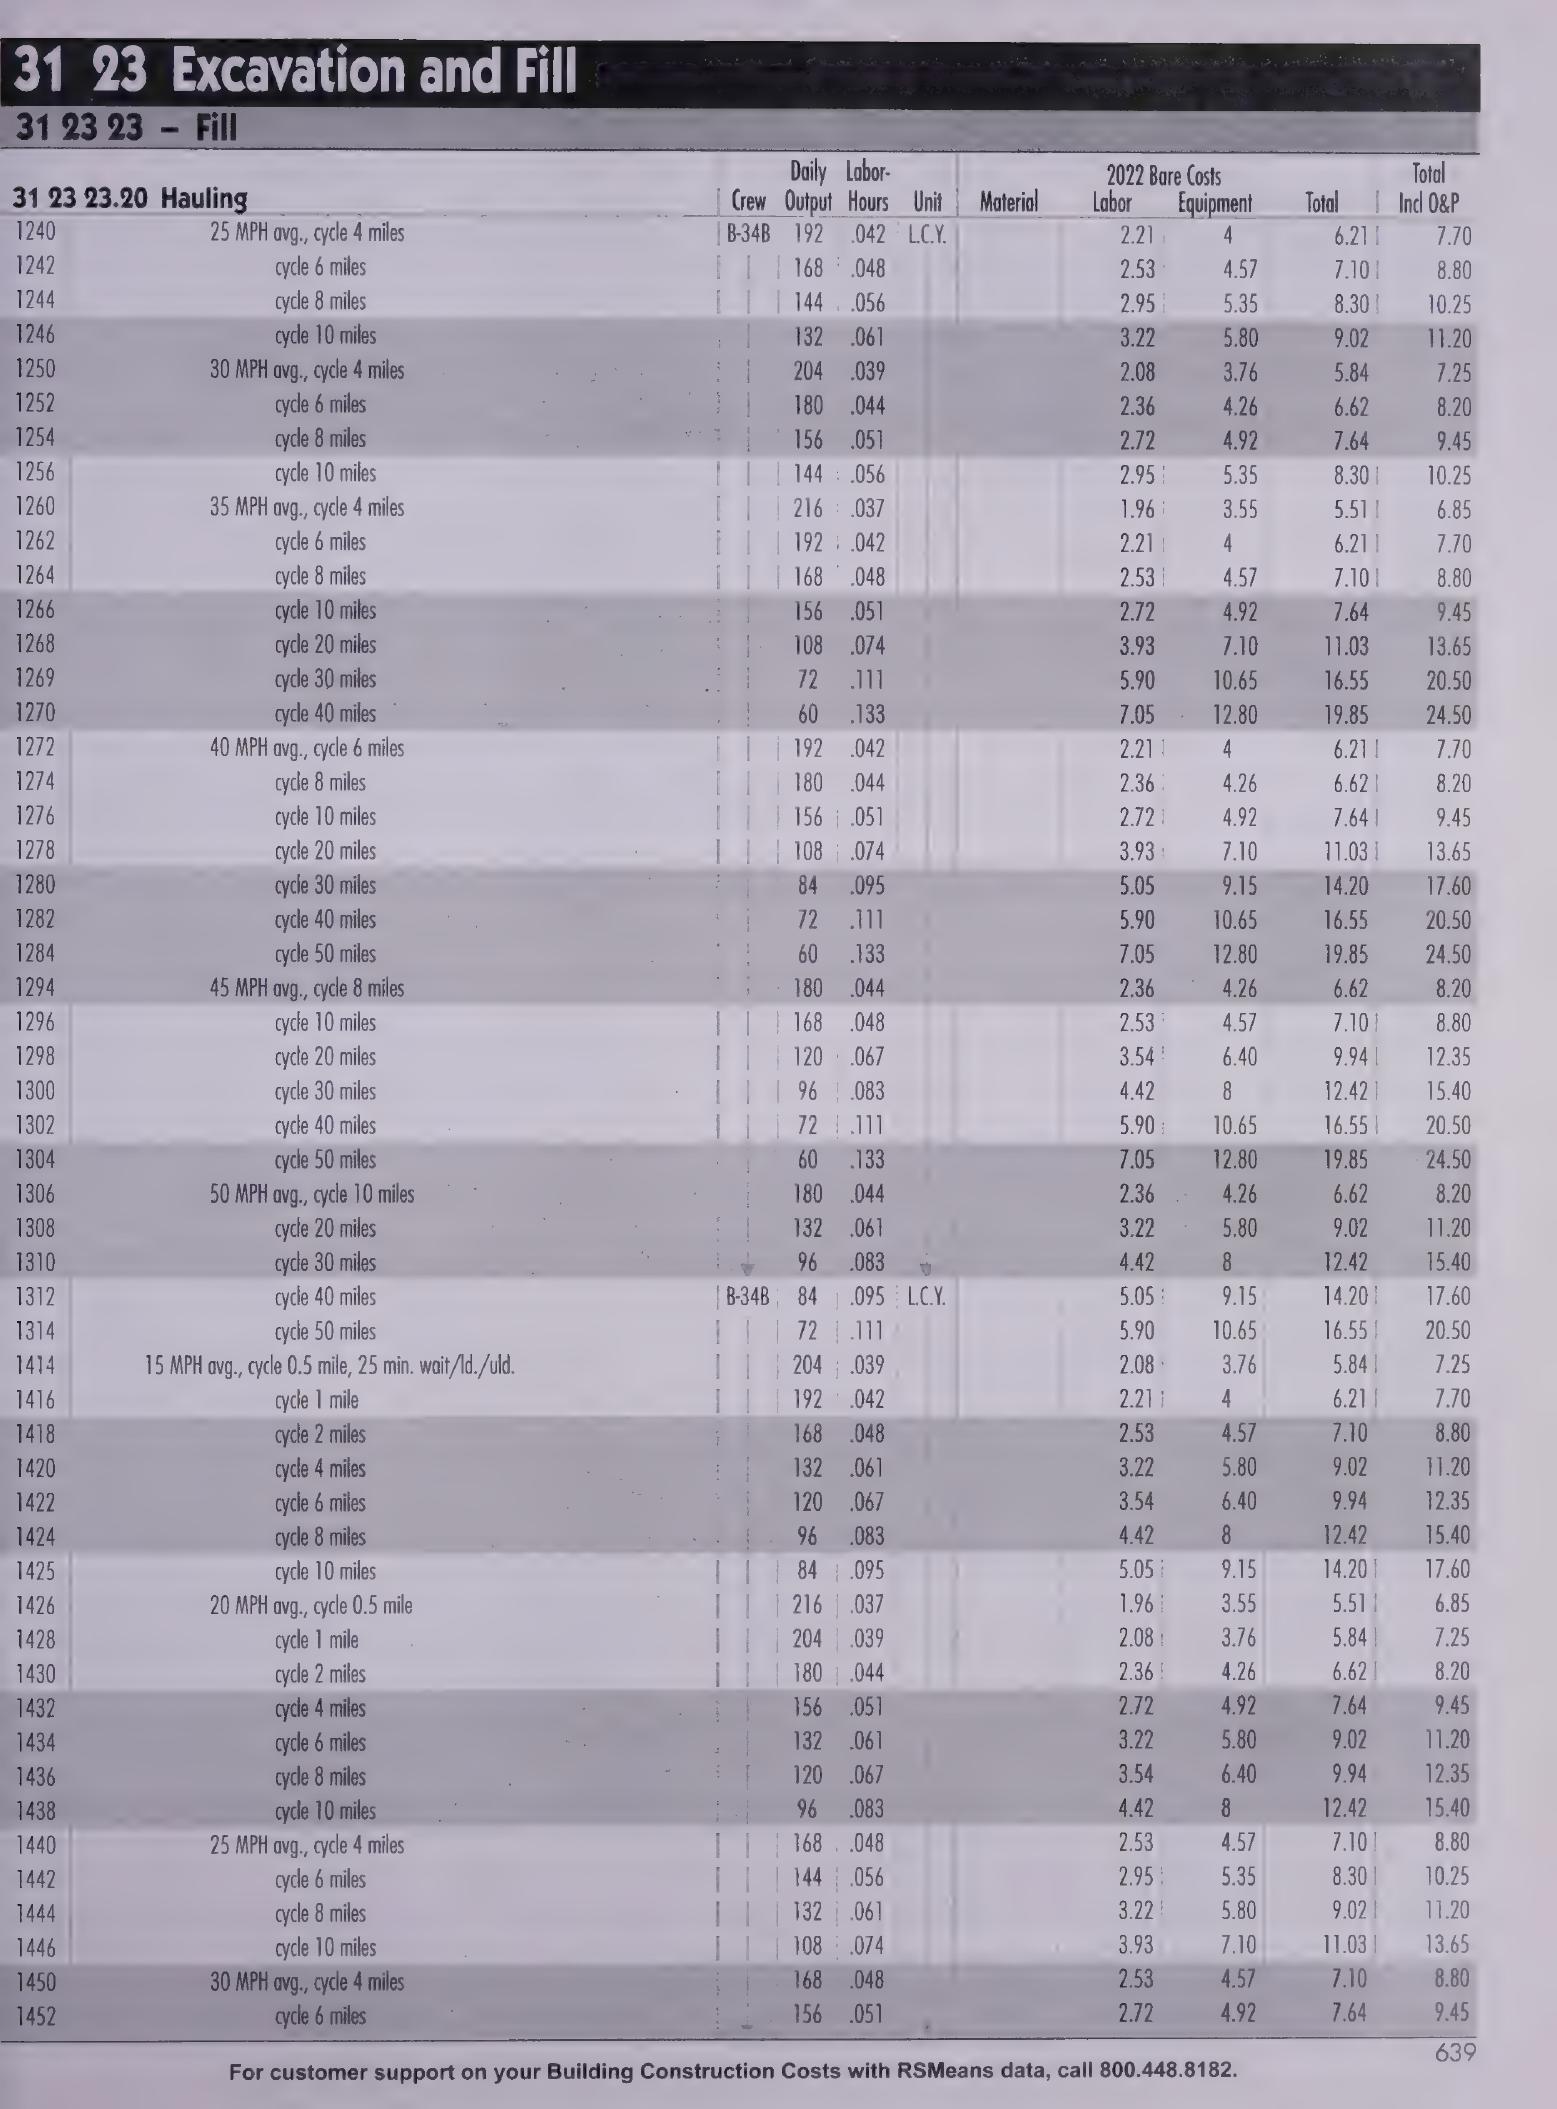 31 23 Excavation and Fill
31 23 23 – Fill
31 23 23.20 Hauling Crew Daily Output Labor-Hours Unit Material 2022 Bare Costs Labor Equipment Total Total Incl O&P
1240 25 MPH avg., cycle 4 miles B-34B 192 .042 L.C.Y. 2.21 4 6.21 7.70
1242 cycle 6 miles 168 .048 2.53 4.57 7.10 8.80
1244 cycle 8 miles 144 .056 2.95 5.35 8.30 10.25
1246 cycle 10 miles 132 .061 3.22 5.80 9.02 11.20
1250 30 MPH avg., cycle 4 miles 204 .039 2.08 3.76 5.84 7.25
1252 cycle 6 miles 180 .044 2.36 4.26 6.62 8.20
1254 cycle 8 miles 156 .051 2.72 4.92 7.64 9.45
1256 cycle 10 miles 144 .056 2.95 5.35 8.30 10.25
1260 35 MPH avg., cycle 4 miles 216 .037 1.96 3.55 5.51 6.85
1262 cycle 6 miles 192 .042 2.21 4 6.21 7.70
1264 cycle 8 miles 168 .048 2.53 4.57 7.10 8.80
1266 cycle 10 miles 156 .051 2.72 4.92 7.64 9.45
1268 cycle 20 miles 108 .074 3.93 7.10 11.03 13.65
1269 cycle 30 miles 72 .111 5.90 10.65 16.55 20.50
1270 cycle 40 miles 60 .133 7.05 12.80 19.85 24.50
1272 40 MPH avg., cycle 6 miles 192 .042 2.21 4 6.21 7.70
1274 cycle 8 miles 180 .044 2.36 4.26 6.62 8.20
1276 cycle 10 miles 156 .051 2.72 4.92 7.64 9.45
1278 cycle 20 miles 108 .074 3.93 7.10 11.03 13.65
1280 cycle 30 miles 84 .095 5.05 9.15 14.20 17.60
1282 cycle 40 miles 72 .111 5.90 10.65 16.55 20.50
1284 cycle 50 miles 60 .133 7.05 12.80 19.85 24.50
1294 45 MPH avg., cycle 8 miles 180 .044 2.36 4.26 6.62 8.20
1296 cycle 10 miles 168 .048 2.53 4.57 7.10 8.80
1298 cycle 20 miles 120 .067 3.54 6.40 9.94 12.35
1300 cycle 30 miles 96 .083 4.42 8 12.42 15.40
1302 cycle 40 miles 72 .111 5.90 10.65 16.55 20.50
1304 cycle 50 miles 60 .133 7.05 12.80 19.85 24.50
1306 50 MPH avg., cycle 10 miles 180 .044 2.36 4.26 6.62 8.20
1308 cycle 20 miles 132 .061 3.22 5.80 9.02 11.20
1310 cycle 30 miles 96 .083 4.42 8 12.42 15.40
1312 cycle 40 miles B-34B 84 .095 L.C.Y. 5.05 9.15 14.20 17.60
1314 cycle 50 miles 72 .111 5.90 10.65 16.55 20.50
1414 15 MPH avg., cycle 0.5 mile, 25 min. wait/ld./uld. 204 .039 2.08 3.76 5.84 7.25
1416 cycle 1 mile 192 .042 2.21 4 6.21 7.70
1418 cycle 2 miles 168 .048 2.53 4.57 7.10 8.80
1420 cycle 4 miles 132 .061 3.22 5.80 9.02 11.20
1422 cycle 6 miles 120 .067 3.54 6.40 9.94 12.35
1424 cycle 8 miles 96 .083 4.42 8 12.42 15.40
1425 cycle 10 miles 84 .095 5.05 9.15 14.20 17.60
1426 20 MPH avg., cycle 0.5 mile 216 .037 1.96 3.55 5.51 6.85
1428 cycle 1 mile 204 .039 2.08 3.76 5.84 7.25
1430 cycle 2 miles 180 .044 2.36 4.26 6.62 8.20
1432 cycle 4 miles 156 .051 2.72 4.92 7.64 9.45
1434 cycle 6 miles 132 .061 3.22 5.80 9.02 11.20
1436 cycle 8 miles 120 .067 3.54 6.40 9.94 12.35
1438 cycle 10 miles 96 .083 4.42 8 12.42 15.40
1440 25 MPH avg., cycle 4 miles 168 .048 2.53 4.57 7.10 8.80
1442 cycle 6 miles 144 .056 2.95 5.35 8.30 10.25
1444 cycle 8 miles 132 .061 3.22 5.80 9.02 11.20
1446 cycle 10 miles 108 .074 3.93 7.10 11.03 13.65
1450 30 MPH avg., cycle 4 miles 168 .048 2.53 4.57 7.10 8.80
1452 cycle 6 miles 156 .051 2.72 4.92 7.64 9.45
639
For customer support on your Building Construction Costs with RSMeans data, call 800.448.8182.